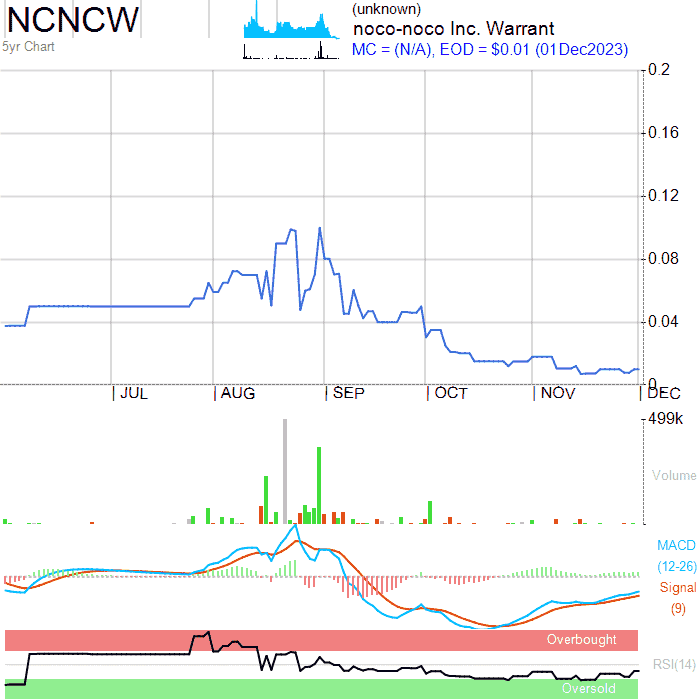 NCNCW
5yr Chart
(unknown)
noco-noco Inc. Warrant
MC = (N/A), EOD = $0.01 (01Dec2023)
0.2
0.16
0.12
0.08
0.04
0
JUL AUG SEP OCT NOV DEC
499k
Volume
MACD
(12-26)
Signal
(9)
Overbought
RSI(14)
Oversold